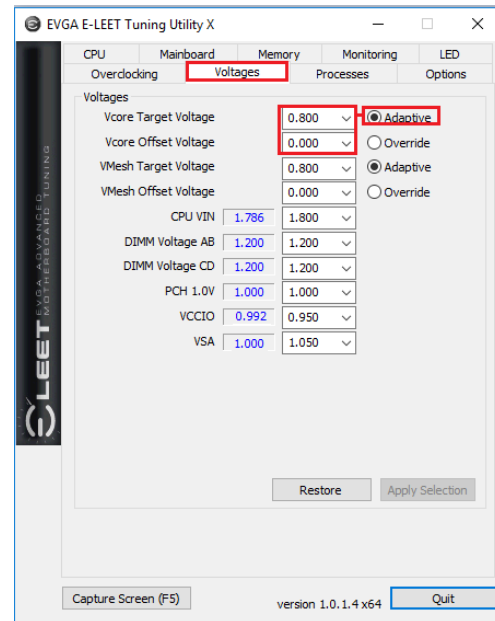 EVGA E-LEET Tuning Utility X
CPU Mainboard Memory Monitoring LED
Overclocking Voltages Processes Options
Voltages
Vcore Target Voltage 0.800 Adaptive
Vcore Offset Voltage 0.000 Override
VMesh Target Voltage 0.800 Adaptive
VMesh Offset Voltage 0.000 Override
CPU VIN 1.786 1.800
DIMM Voltage AB 1.200 1.200
DIMM Voltage CD 1.200 1.200
PCH 1.0V 1.000 1.000
VCCIO 0.992 0.950
VSA 1.000 1.050
Restore Apply Selection
Capture Screen (F5) version 1.0.1.4 x64 Quit
E-LEET EVGA ADVANCED
MOTHERBOARD TUNING